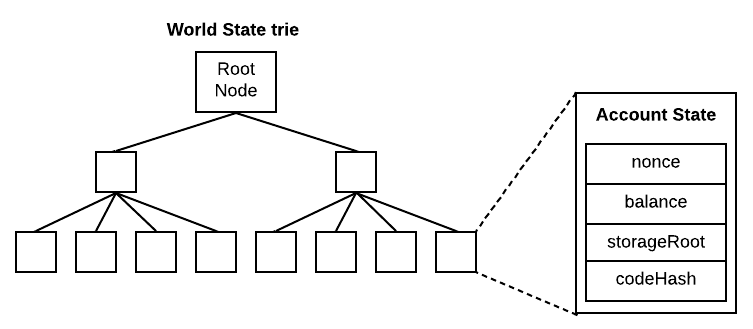 World State trie
Root
Node
Account State
nonce
balance
storageRoot
codeHash